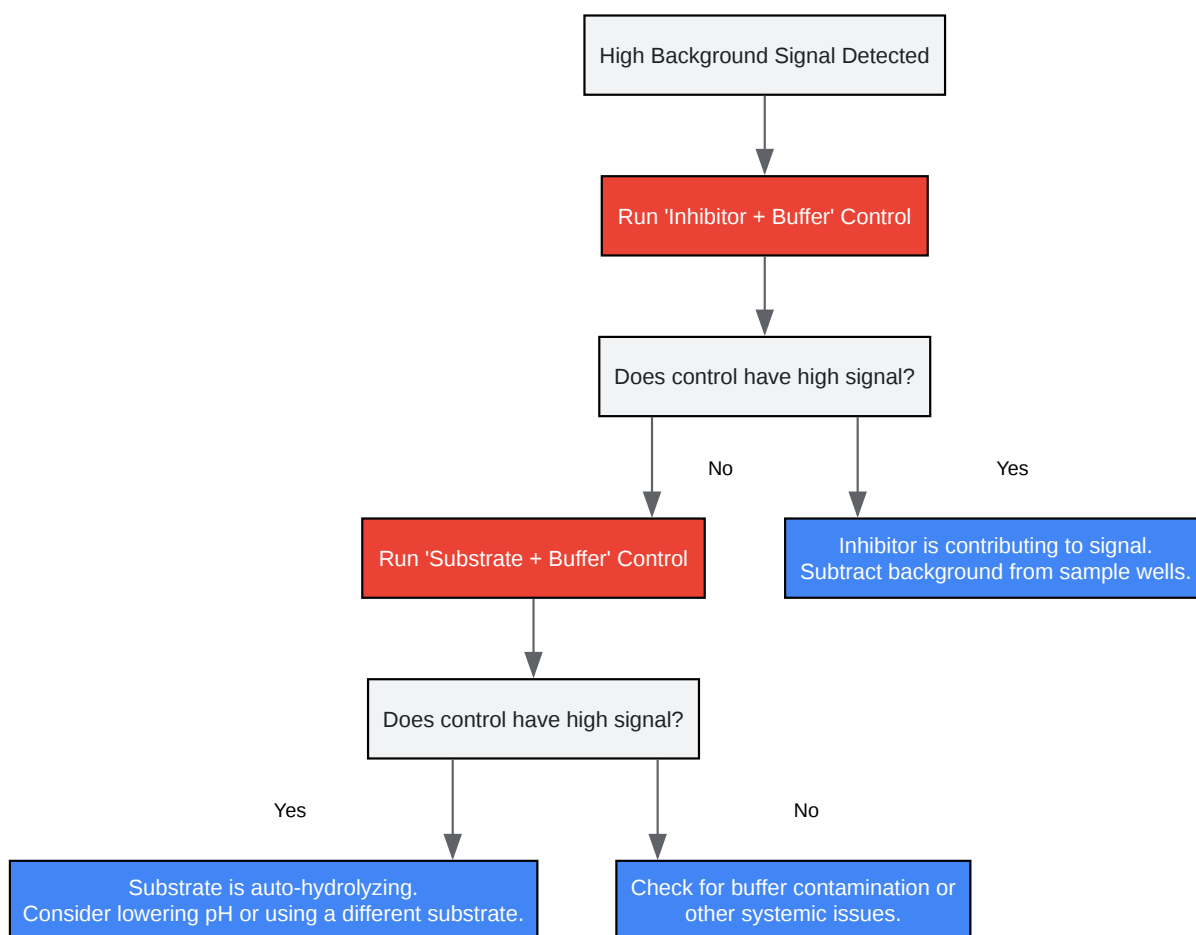 High Background Signal Detected
Run 'Inhibitor + Buffer' Control
Does control have high signal?
No
Yes
Run 'Substrate + Buffer' Control
Inhibitor is contributing to signal.
Subtract background from sample wells.
Does control have high signal?
Yes
No
Substrate is auto-hydrolyzing.
Consider lowering pH or using a different substrate.
Check for buffer contamination or
other systemic issues.